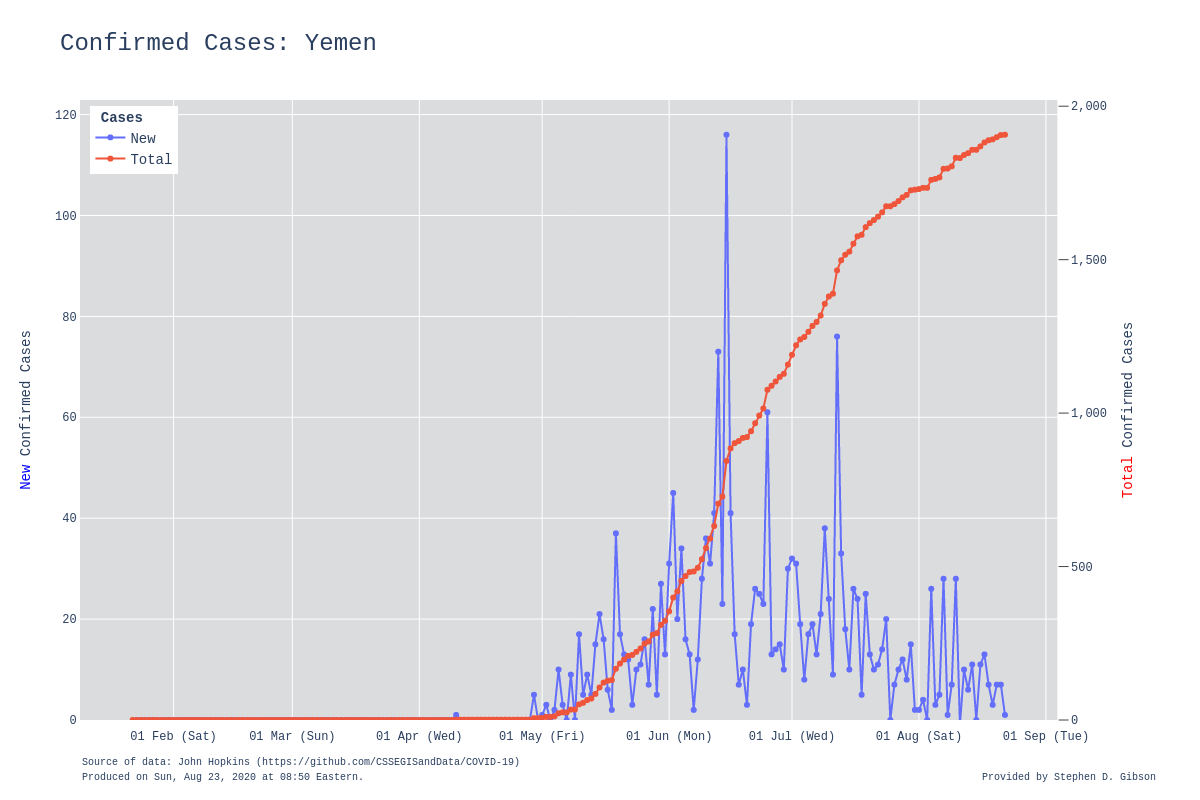 Confirmed Cases: Yemen
Cases
New
Total
120
100
80
60
40
20
0
2,000
1,500
1,000
500
0
New Confirmed Cases
Total Confirmed Cases
01 Feb (Sat)
01 Mar (Sun)
01 Apr (Wed)
01 May (Fri)
01 Jun (Mon)
01 Jul (Wed)
01 Aug (Sat)
01 Sep (Tue)
Source of data: John Hopkins (https://github.com/CSSEGISandData/COVID-19)
Produced on Sun, Aug 23, 2020 at 08:50 Eastern.
Provided by Stephen D. Gibson